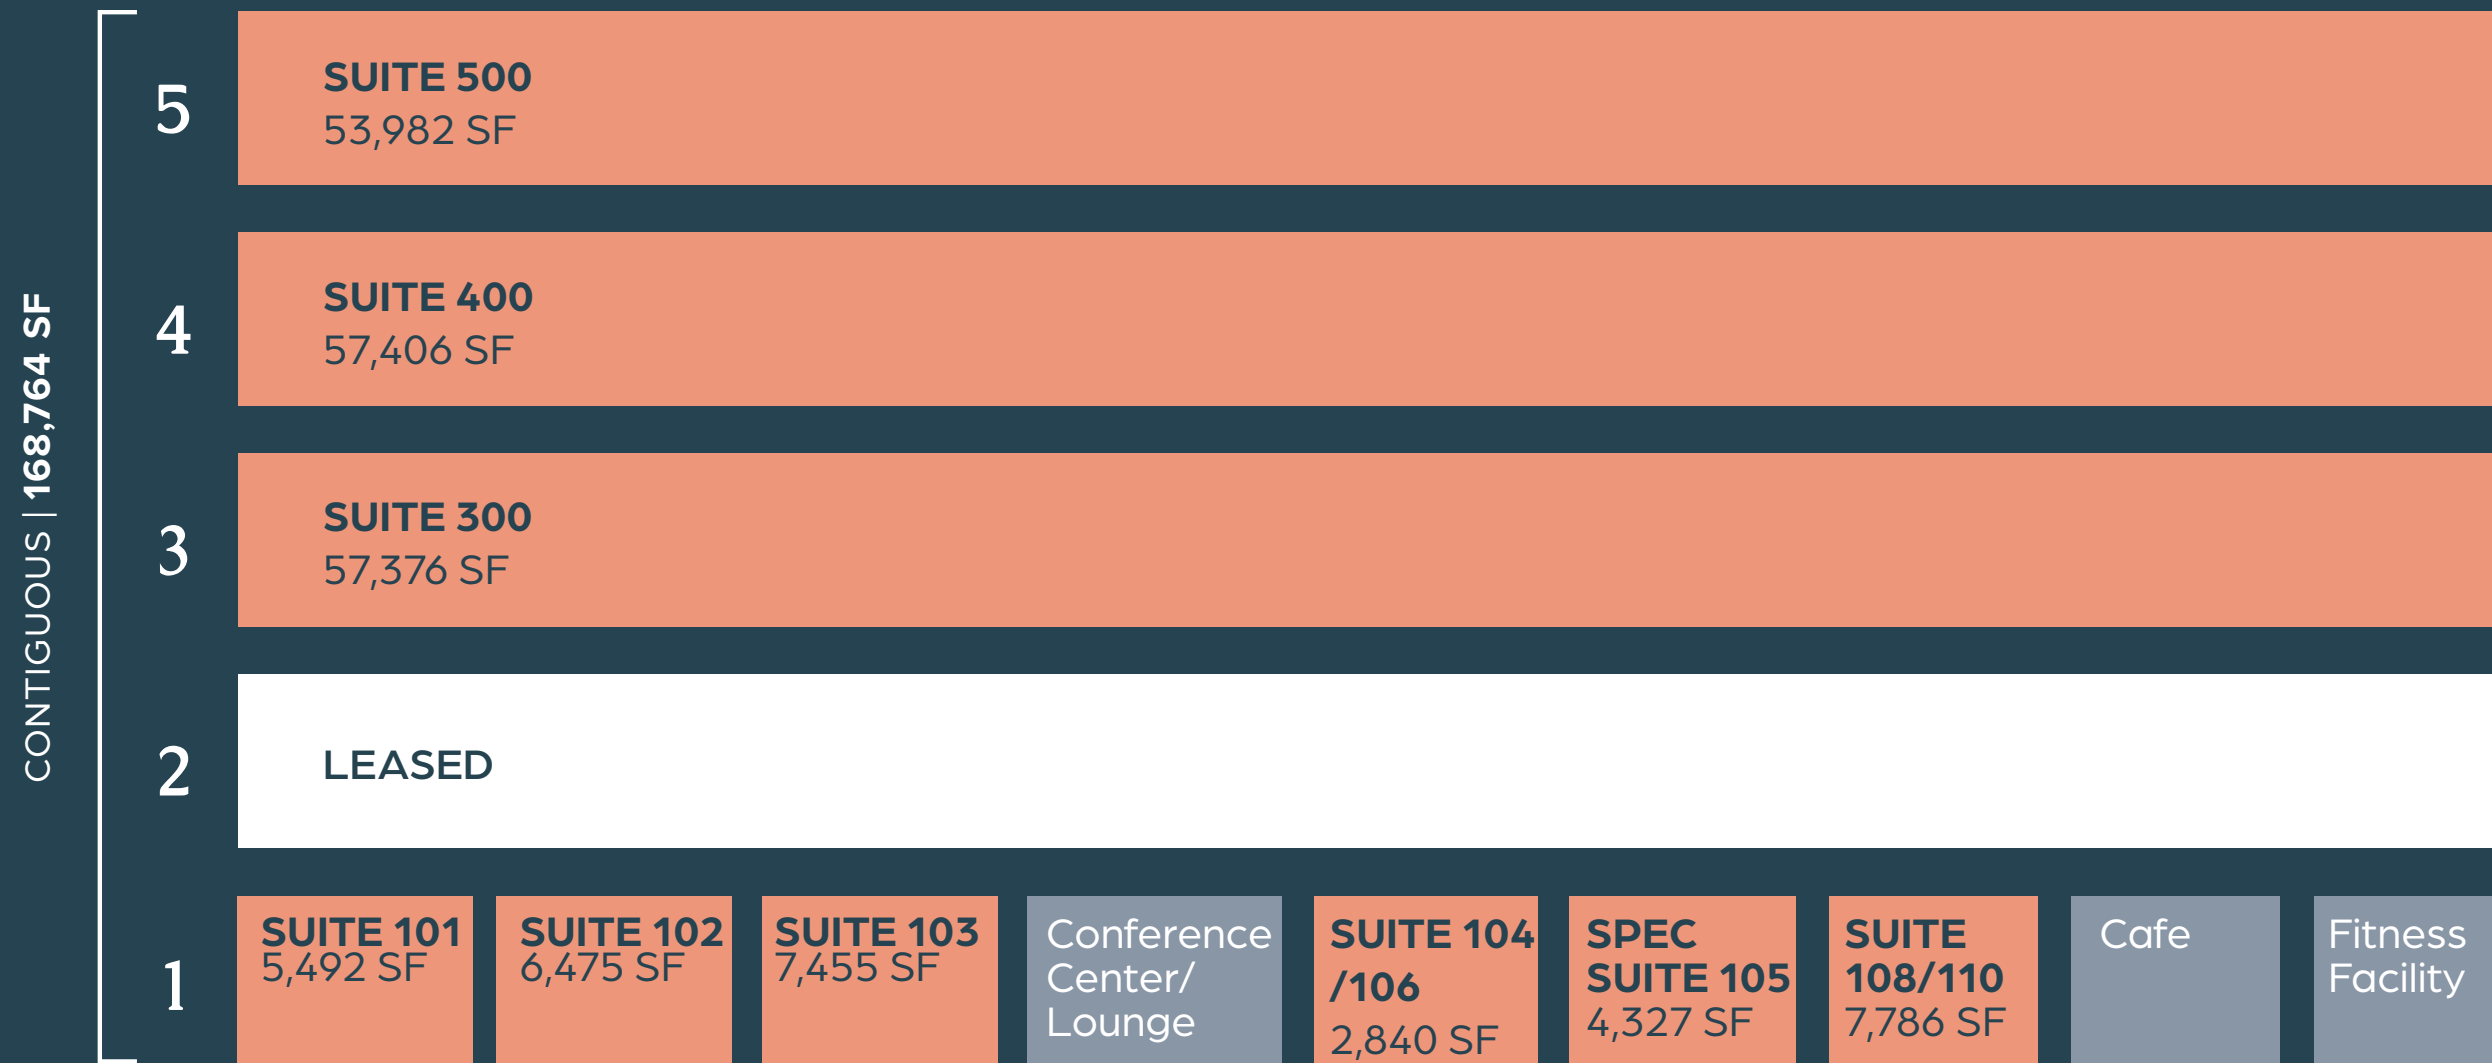 CONTIGUOUS | 168,764 SF
5
SUITE 500
53,982 SF
4
SUITE 400
57,406 SF
3
SUITE 300
57,376 SF
2
LEASED
1
SUITE 101
5,492 SF
SUITE 102
6,475 SF
SUITE 103
7,455 SF
Conference
Center/
Lounge
SUITE 104
/106
2,840 SF
SPEC
SUITE 105
4,327 SF
SUITE
108/110
7,786 SF
Cafe
Fitness
Facility